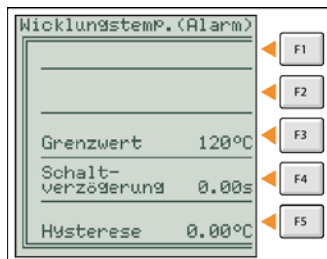 Wicklungstemp.(Alarm)
F1
F2
Grenzwert 120°C
F3
Schalt-
verzögerung 0.00s
F4
Hysterese 0.00°C
F5